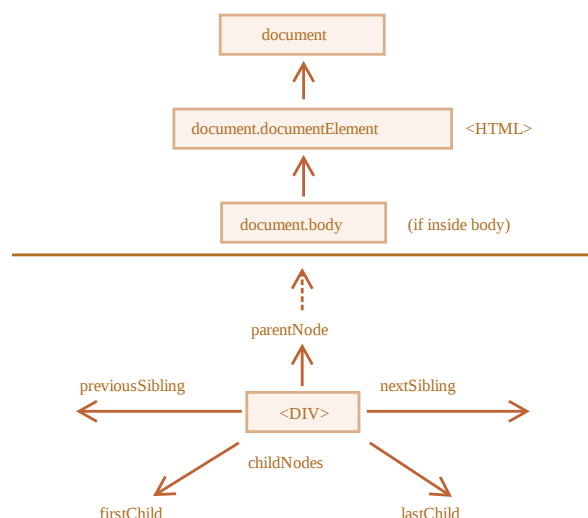 document
document.documentElement <HTML>
document.body (if inside body)
parentNode
previousSibling nextSibling
<DIV>
childNodes
firstChild lastChild